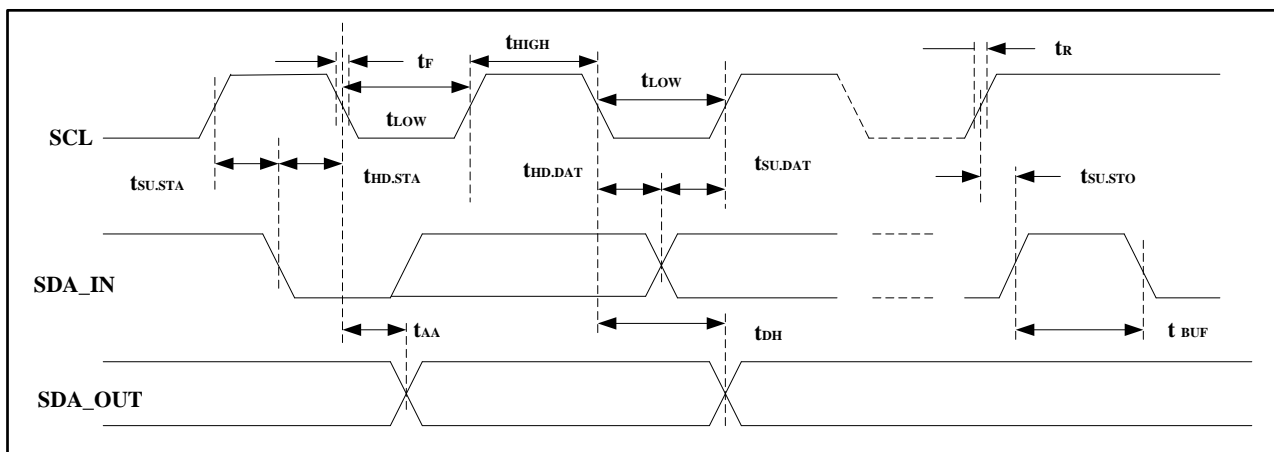 tHIGH
tR
tF
tLOW
tLOW
SCL
tSU.STA
tHD.STA
tHD.DAT
tSU.DAT
tSU.STO
SDA_IN
tAA
tDH
t BUF
SDA_OUT